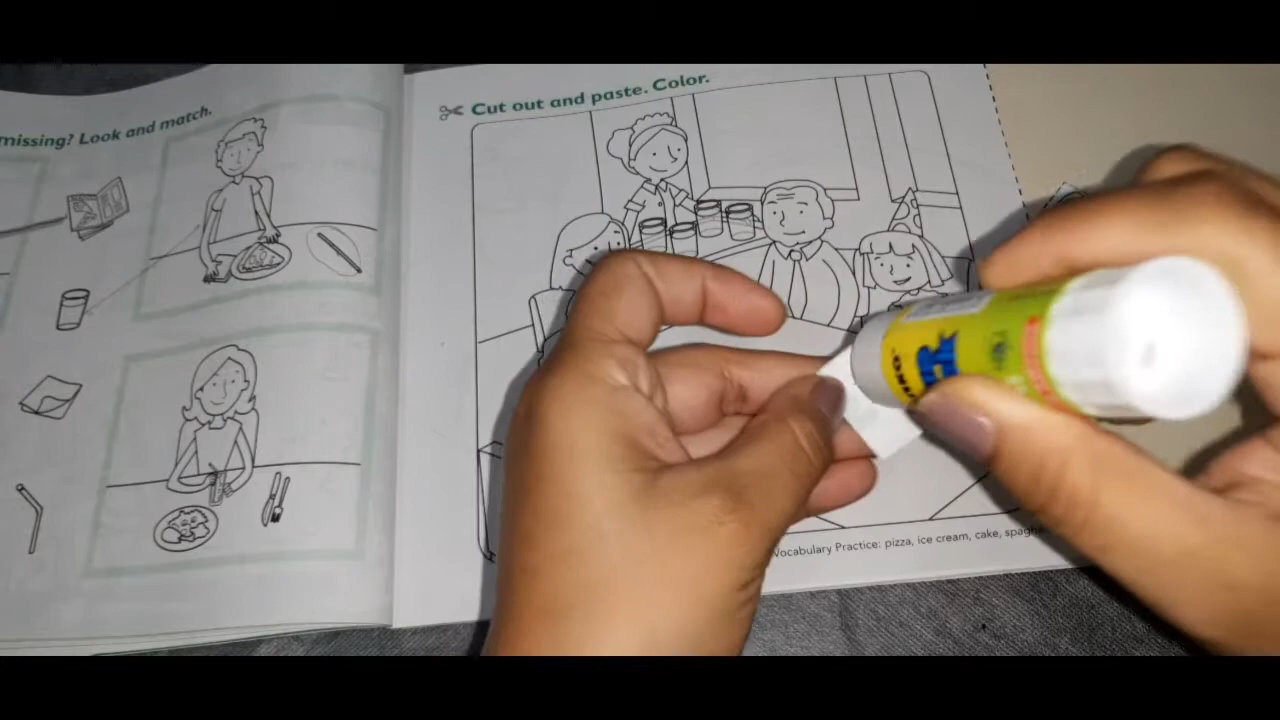 missing? Look and match.
Cut out and paste. Color.
Vocabulary Practice: pizza, ice cream, cake,